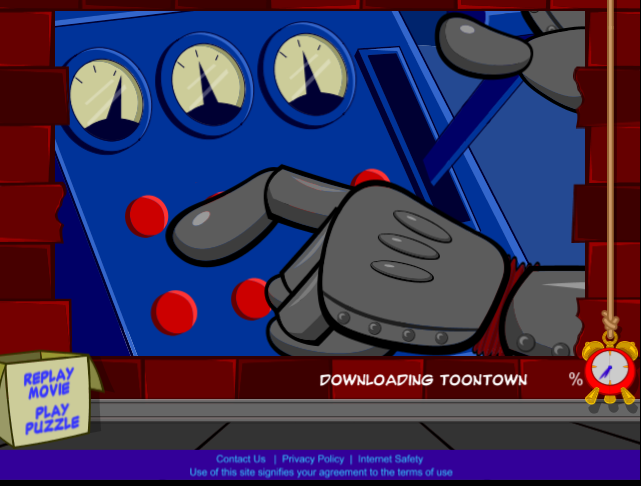 DOWNLOADING TOONTOWN %
REPLAY
MOVIE
PLAY
PUZZLE
Contact Us | Privacy Policy | Internet Safety
Use of this site signifies your agreement to the terms of use